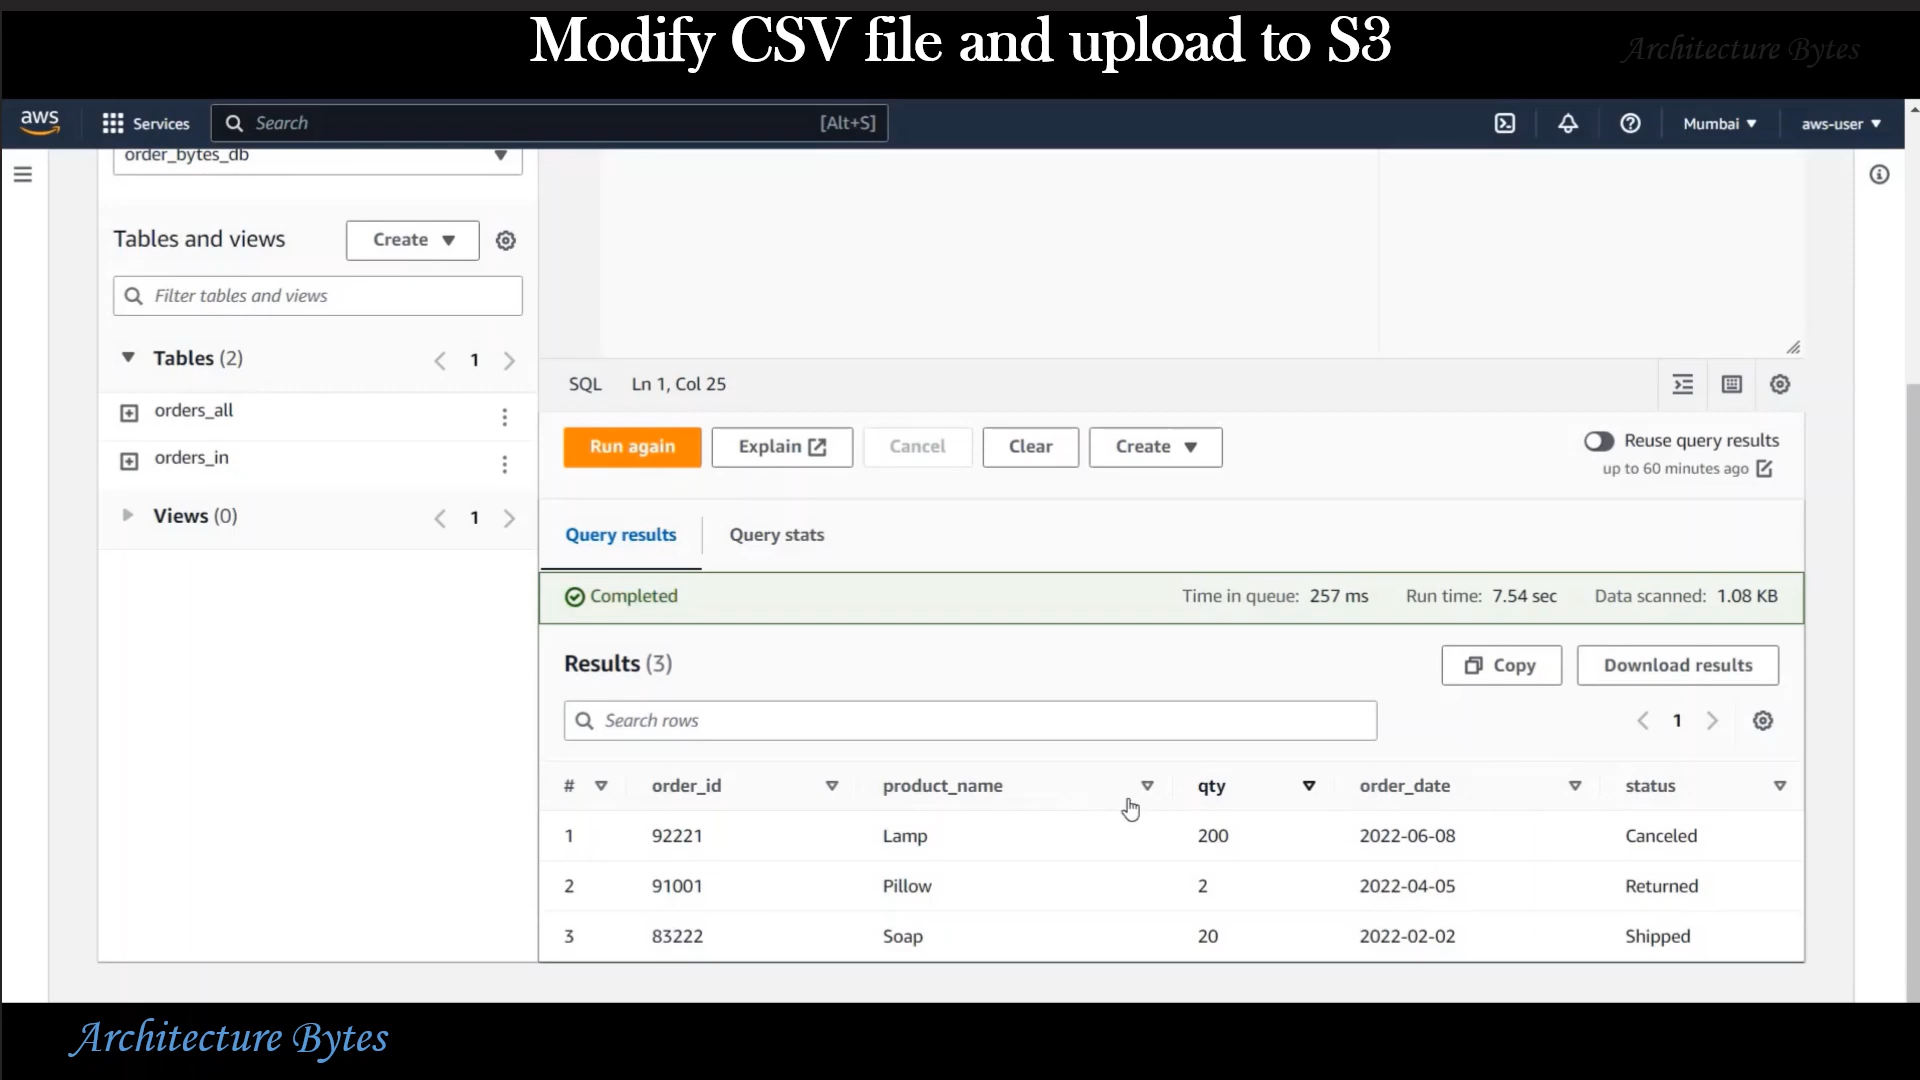 Modify CSV file and upload to S3
Architecture Bytes
aws
Services
Search
[Alt+S]
Mumbai
aws-user
order_bytes_db
Tables and views
Create
Filter tables and views
Tables (2)
1
orders_all
orders_in
Views (0)
1
SQL
Ln 1, Col 25
Run again
Explain
Cancel
Clear
Create
Reuse query results
up to 60 minutes ago
Query results
Query stats
Completed
Time in queue: 257 ms
Run time: 7.54 sec
Data scanned: 1.08 KB
Results (3)
Copy
Download results
Search rows
1
# order_id product_name qty order_date status
1 92221 Lamp 200 2022-06-08 Canceled
2 91001 Pillow 2 2022-04-05 Returned
3 83222 Soap 20 2022-02-02 Shipped
Architecture Bytes